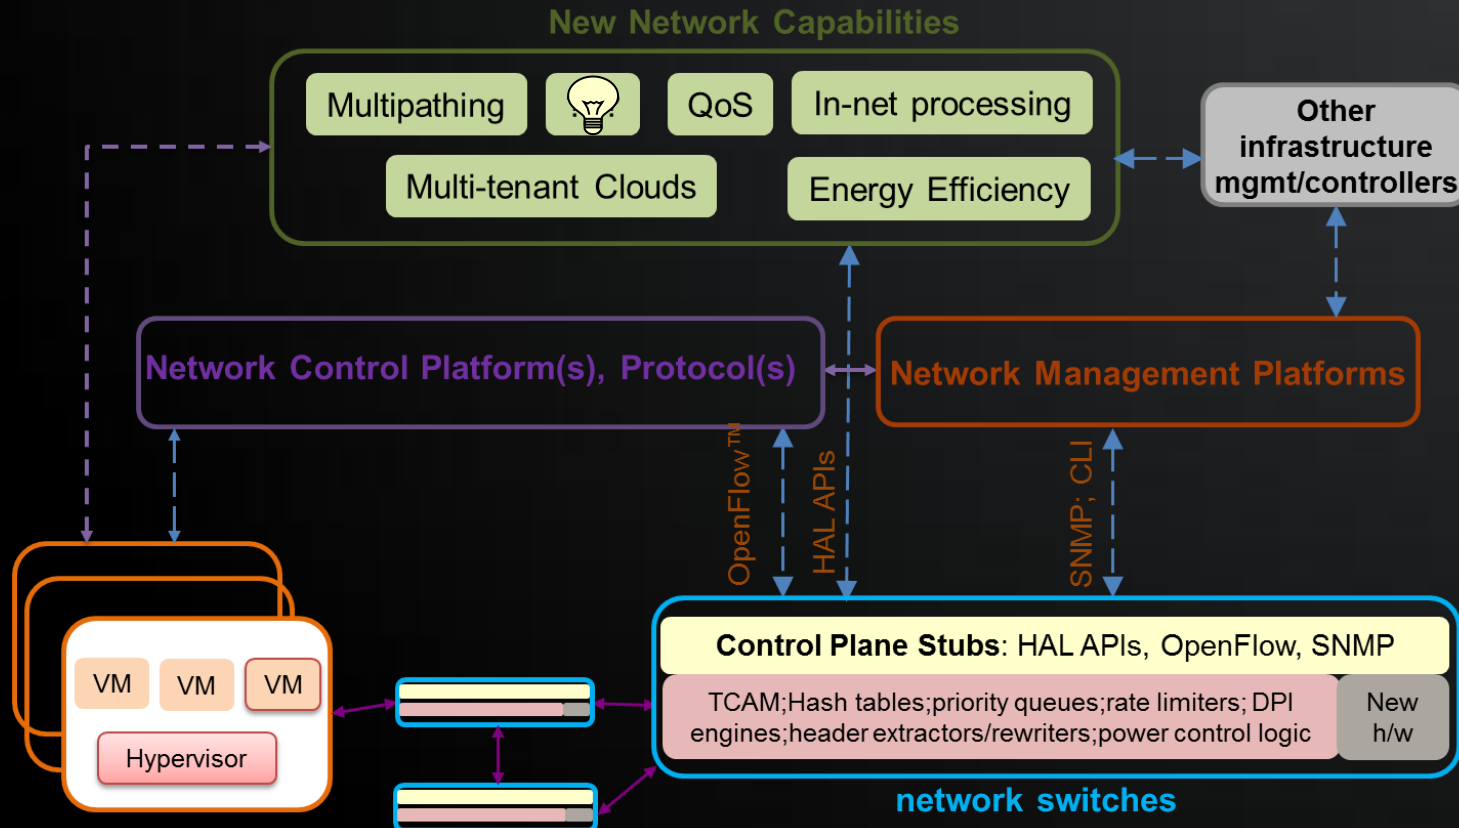 New Network Capabilities
Multipathing
QoS
In-net processing
Multi-tenant Clouds
Energy Efficiency
Other
infrastructure
mgmt/controllers
Network Control Platform(s), Protocol(s)
Network Management Platforms
OpenFlow™
HAL APIs
SNMP; CLI
VM
VM
VM
Hypervisor
Control Plane Stubs: HAL APIs, OpenFlow, SNMP
TCAM;Hash tables;priority queues;rate limiters; DPI
engines;header extractors/rewriters;power control logic
New
h/w
network switches